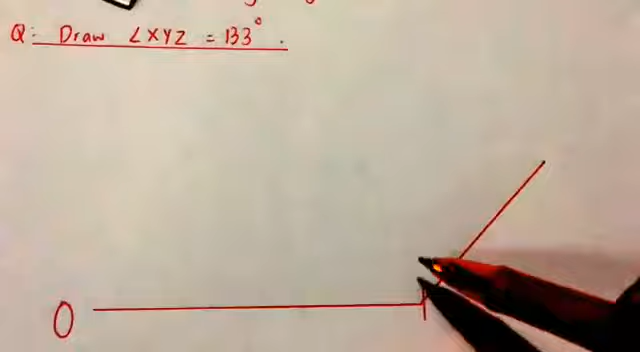 Q:- Draw ∠XYZ = 133°.
0